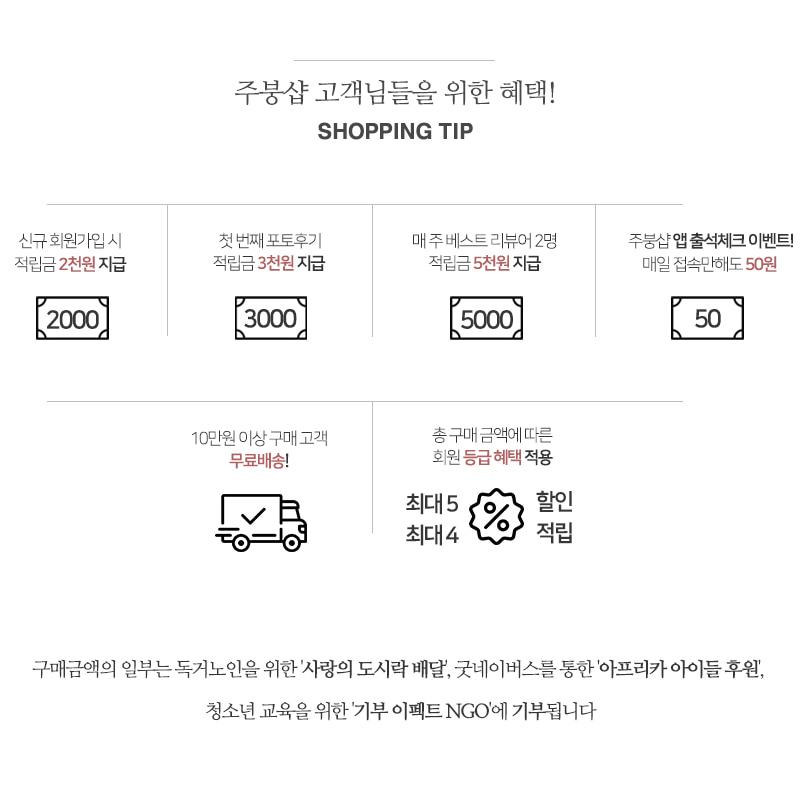 주붕샵 고객님들을 위한 혜택!
SHOPPING TIP
신규 회원가입 시
적립금 2천원 지급
2000
첫 번째 포토후기
적립금 3천원 지급
3000
매 주 베스트 리뷰어 2명
적립금 5천원 지급
5000
주붕샵 앱 출석체크 이벤트!
매일 접속만해도 50원
50
10만원 이상 구매 고객
무료배송!
총 구매 금액에 따른
회원 등급 혜택 적용
최대 5 % 할인
최대 4 적립
구매금액의 일부는 독거노인을 위한 '사랑의 도시락 배달', 굿네이버스를 통한 '아프리카 아이들 후원',
청소년 교육을 위한 '기부 이펙트 NGO'에 기부됩니다